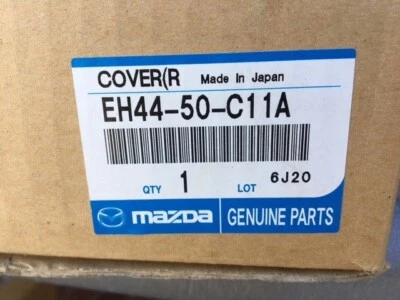 COVER(R Made In Japan
EH44-50-C11A
QTY 1 LOT 6J20
mazda GENUINE PARTS